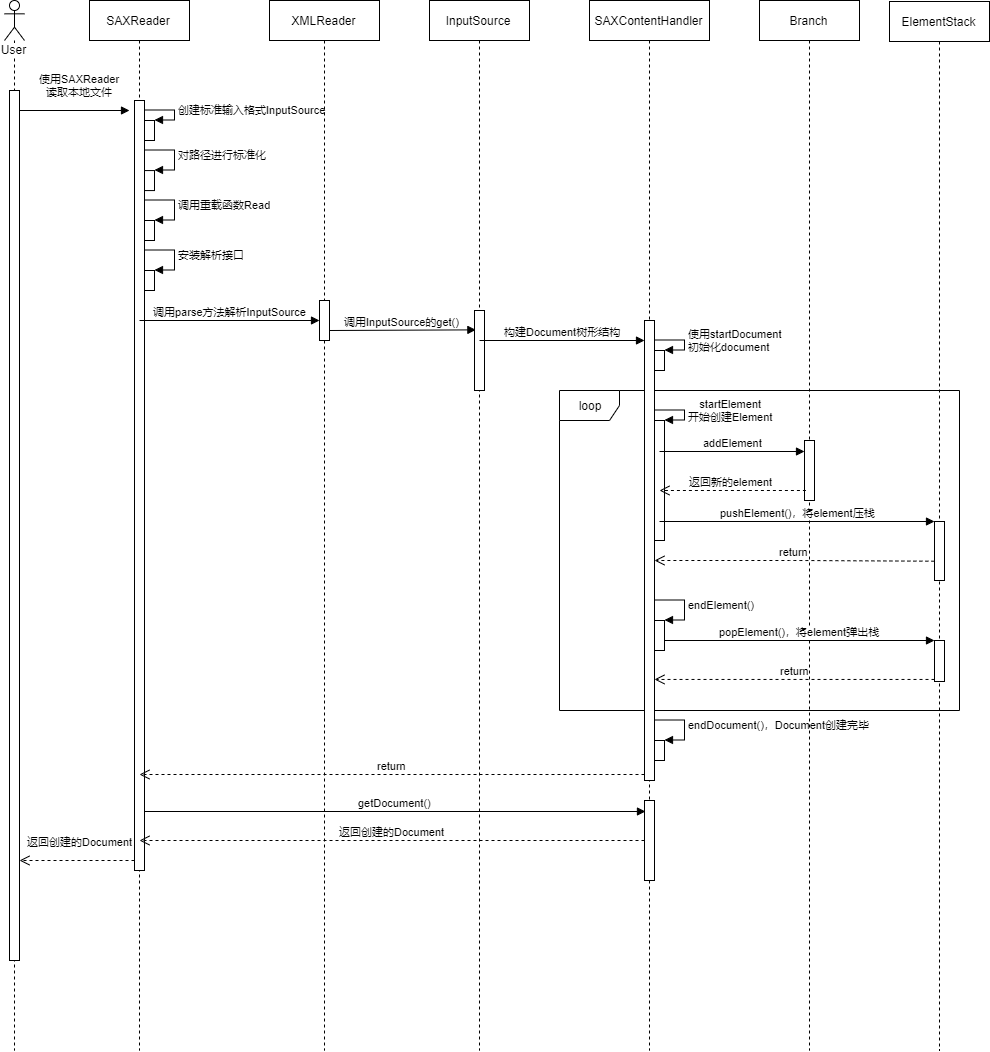 SAXReader
XMLReader
InputSource
SAXContentHandler
Branch
ElementStack
User
使用SAXReader
读取本地文件
创建标准输入格式InputSource
对路径进行标准化
调用重载函数Read
安装解析接口
调用parse方法解析InputSource
调用InputSource的get()
构建Document树形结构
使用startDocument
初始化document
loop
startElement
开始创建Element
addElement
返回新的element
pushElement()，将element压栈
return
endElement()
popElement()，将element弹出栈
return
endDocument()，Document创建完毕
return
getDocument()
返回创建的Document
返回创建的Document